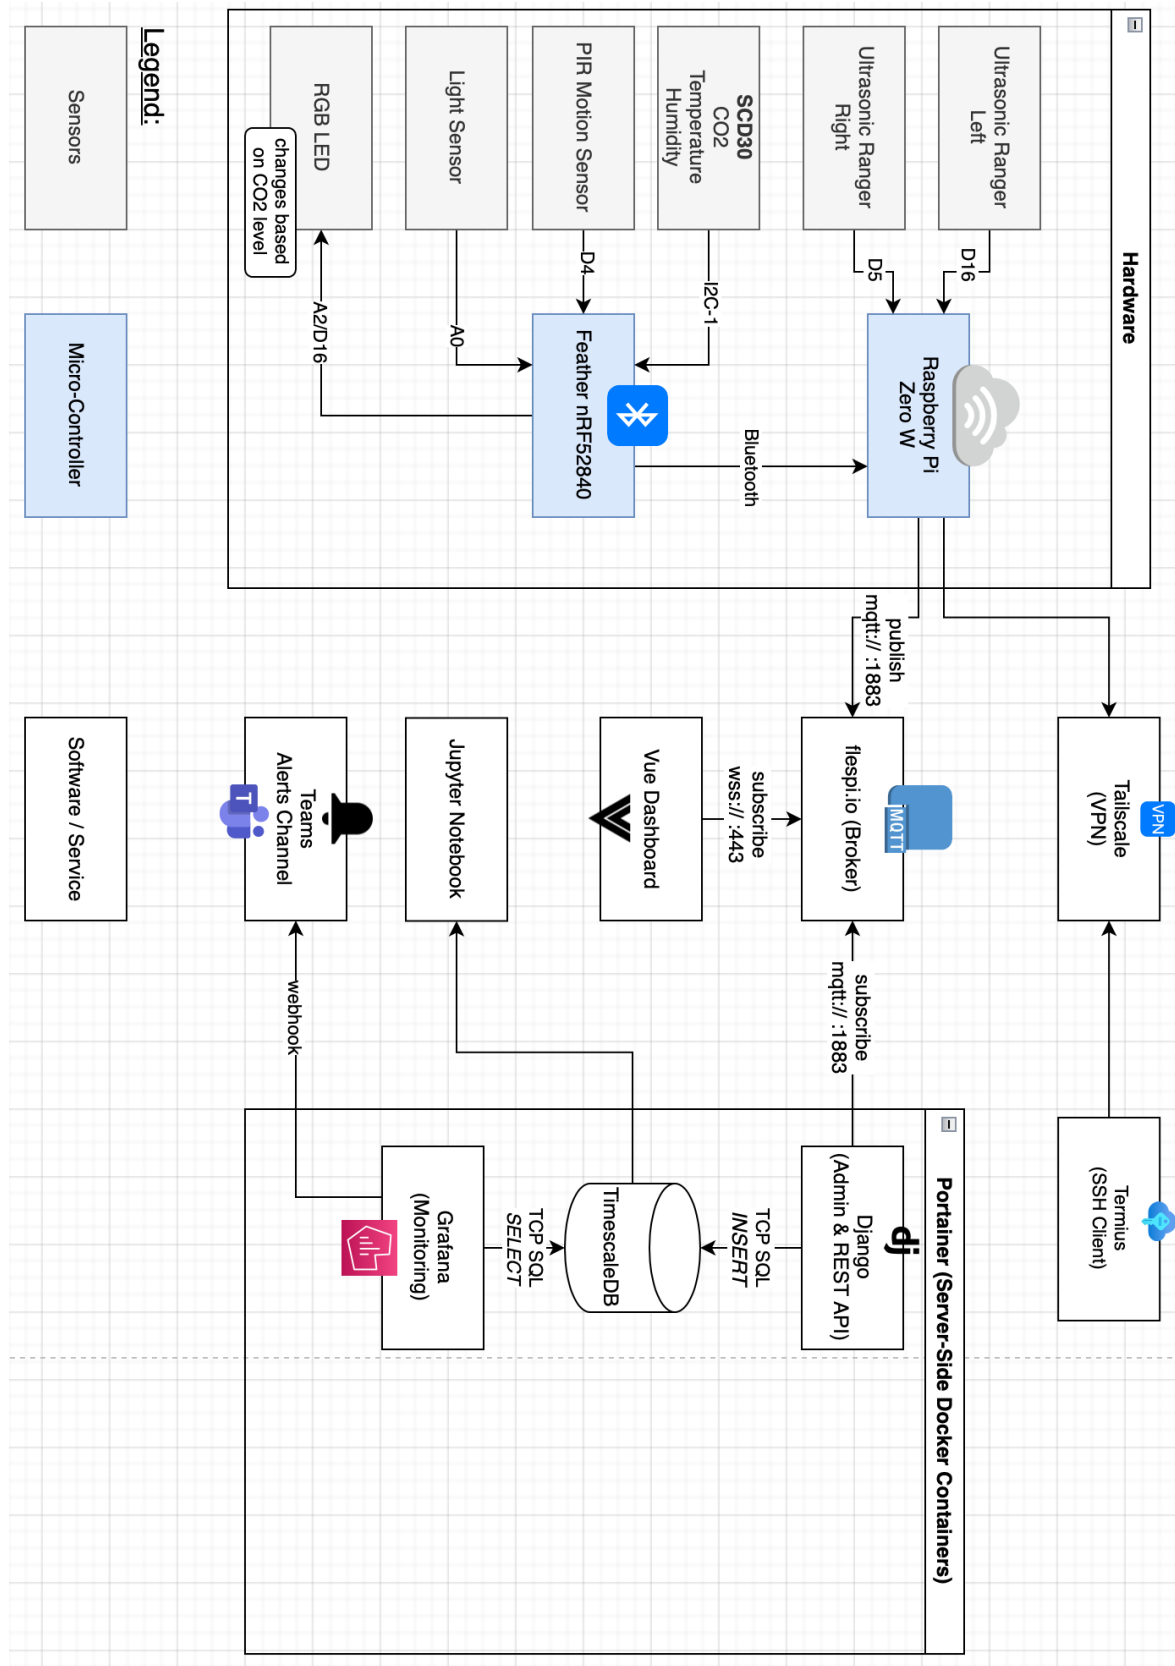 Hardware
Ultrasonic Ranger
Left
D16
Ultrasonic Ranger
Right
D5
SCD30
CO2
Temperature
Humidity
I2C-1
PIR Motion Sensor
D4
Light Sensor
A0
RGB LED
changes based
on CO2 level
A2/D16
Raspberry Pi
Zero W
Feather nRF52840
Bluetooth
publish
mqtt:// :1883
VPN
Tailscale
(VPN)
MQTT
flespi.io (Broker)
subscribe
wss:// :443
Vue Dashboard
Jupyter Notebook
Teams
Alerts Channel
T
subscribe
mqtt:// :1883
webhook
Termius
(SSH Client)
Portainer (Server-Side Docker Containers)
dj
Django
(Admin & REST API)
TCP SQL
INSERT
TimescaleDB
TCP SQL
SELECT
Grafana
(Monitoring)
Legend:
Sensors
Micro-Controller
Software / Service